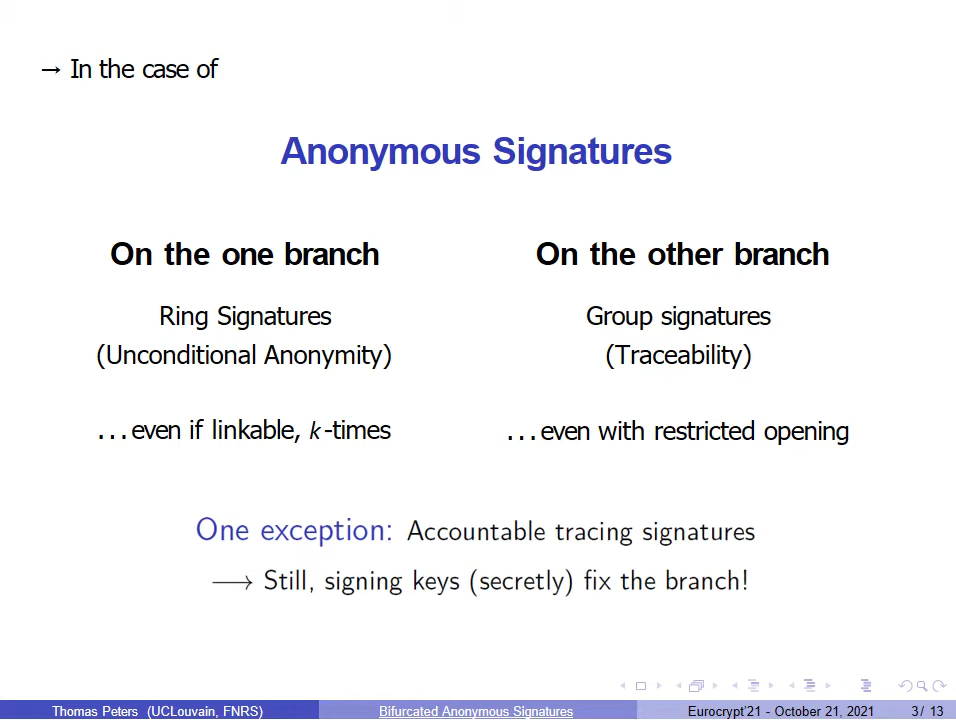 → In the case of
Anonymous Signatures
On the one branch
Ring Signatures
(Unconditional Anonymity)
...even if linkable, k-times
On the other branch
Group signatures
(Traceability)
...even with restricted opening
One exception: Accountable tracing signatures
⟶ Still, signing keys (secretly) fix the branch!
Thomas Peters (UCLouvain, FNRS)
Bifurcated Anonymous Signatures
Eurocrypt'21 - October 21, 2021
3 / 13